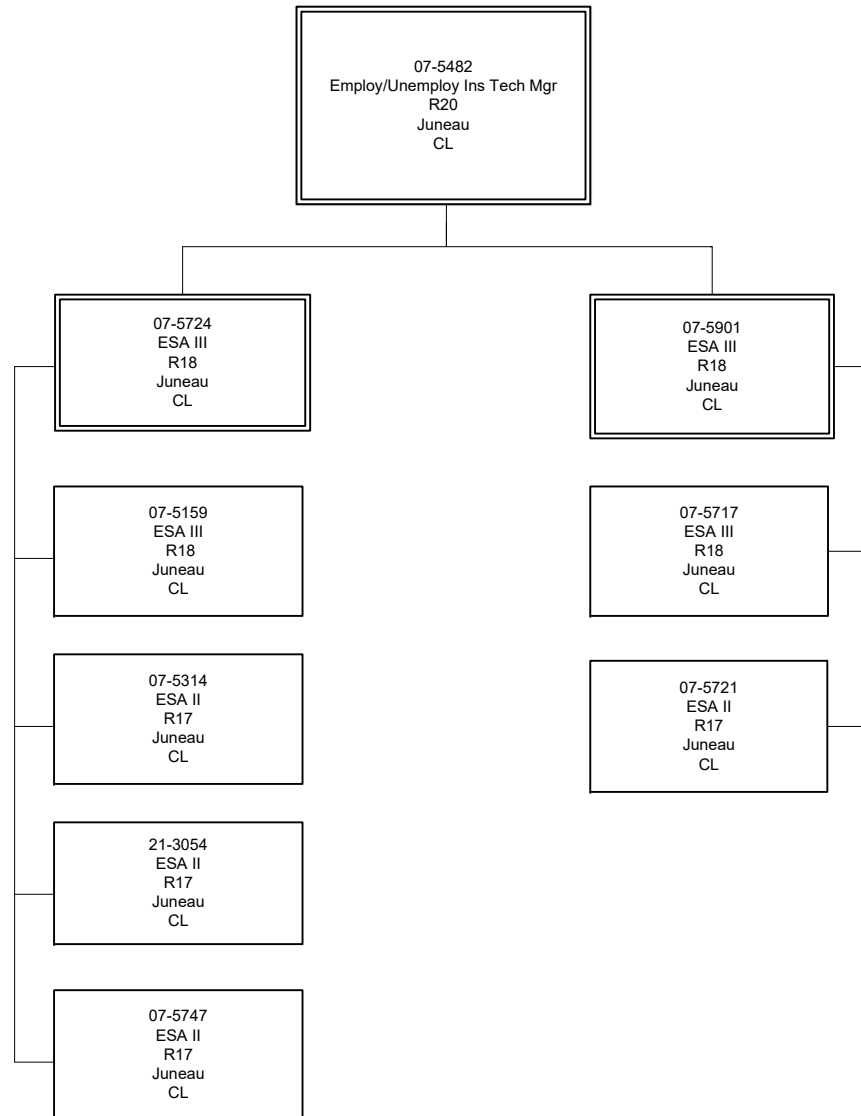 07-5482
Employ/Unemploy Ins Tech Mgr
R20
Juneau
CL
07-5724
ESA III
R18
Juneau
CL
07-5901
ESA III
R18
Juneau
CL
07-5159
ESA III
R18
Juneau
CL
07-5717
ESA III
R18
Juneau
CL
07-5314
ESA II
R17
Juneau
CL
07-5721
ESA II
R17
Juneau
CL
21-3054
ESA II
R17
Juneau
CL
07-5747
ESA II
R17
Juneau
CL